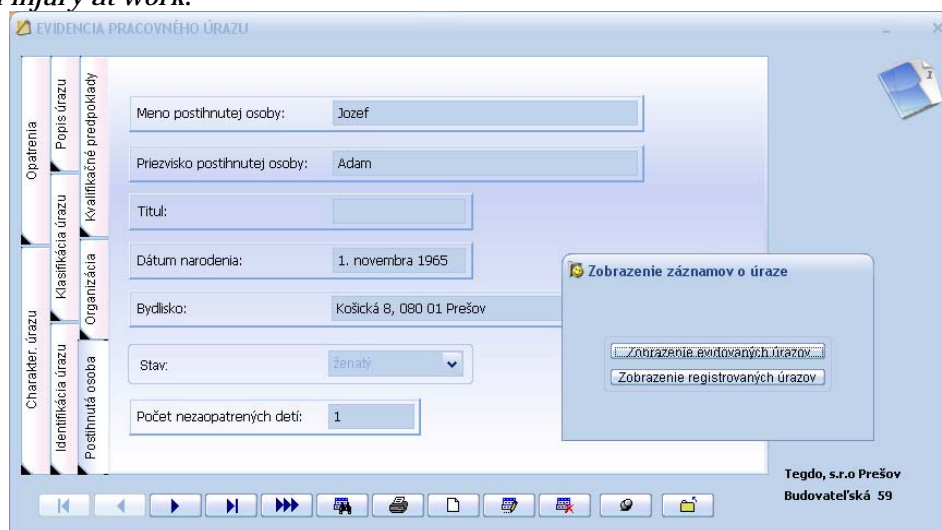 injury at work.
EVIDENCIA PRACOVNÉHO ÚRAZU
Opatrenia
Popis úrazu
Kvalifikačné predpoklady
Charakter. úrazu
Klasifikácia úrazu
Organizácia
Identifikácia úrazu
Postihnutá osoba
Meno postihnutej osoby: Jozef
Priezvisko postihnutej osoby: Adam
Titul:
Dátum narodenia: 1. novembra 1965
Bydlisko: Košická 8, 080 01 Prešov
Stav: ženatý
Počet nezaopatrených detí: 1
Zobrazenie záznamov o úraze
Zobrazenie evidovaných úrazov
Zobrazenie registrovaných úrazov
Tegdo, s.r.o Prešov
Budovateľská 59